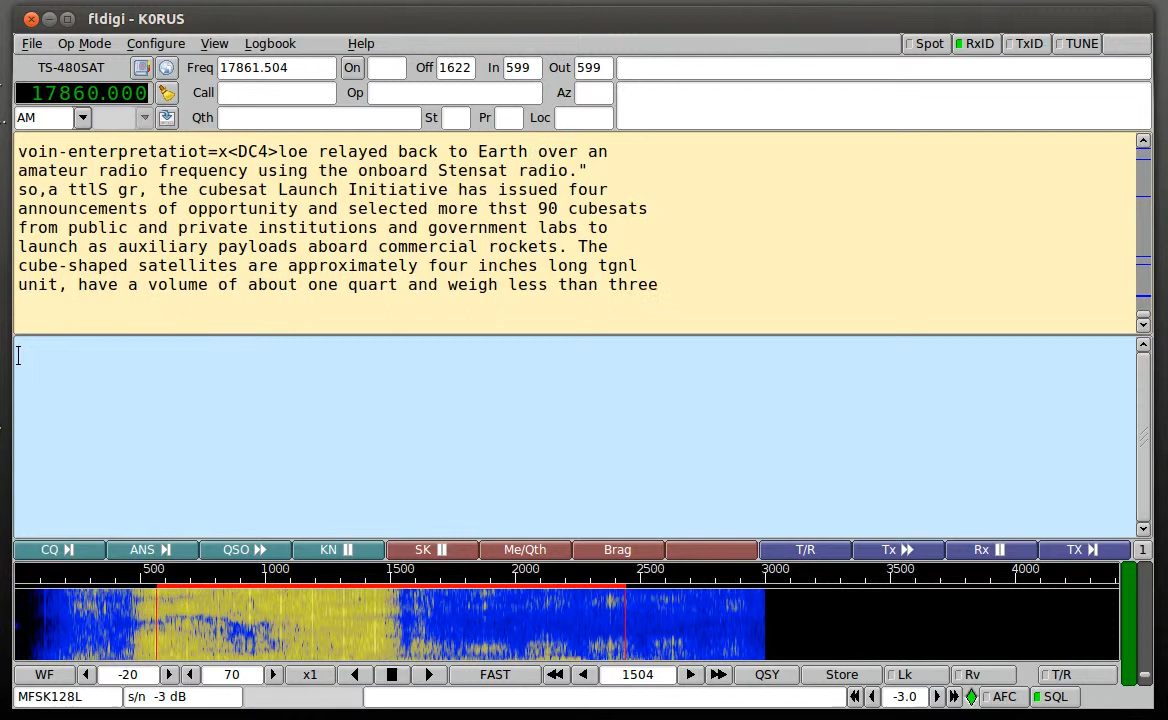 fldigi - K0RUS
File Op Mode Configure View Logbook Help Spot RxID TxID TUNE
TS-480SAT Freq 17861.504 On Off 1622 In 599 Out 599
17860.000 Call Op Az
AM Qth St Pr Loc
voin-enterpretatiot=x<DC4>loe relayed back to Earth over an
amateur radio frequency using the onboard Stensat radio."
so,a ttlS gr, the cubesat Launch Initiative has issued four
announcements of opportunity and selected more thst 90 cubesats
from public and private institutions and government labs to
launch as auxiliary payloads aboard commercial rockets. The
cube-shaped satellites are approximately four inches long tgnl
unit, have a volume of about one quart and weigh less than three
CQ ANS QSO KN SK Me/Qth Brag T/R Tx Rx TX 1
500 1000 1500 2000 2500 3000 3500 4000
WF -20 70 x1 FAST 1504 QSY Store Lk Rv T/R
MFSK128L s/n -3 dB -3.0 AFC SQL